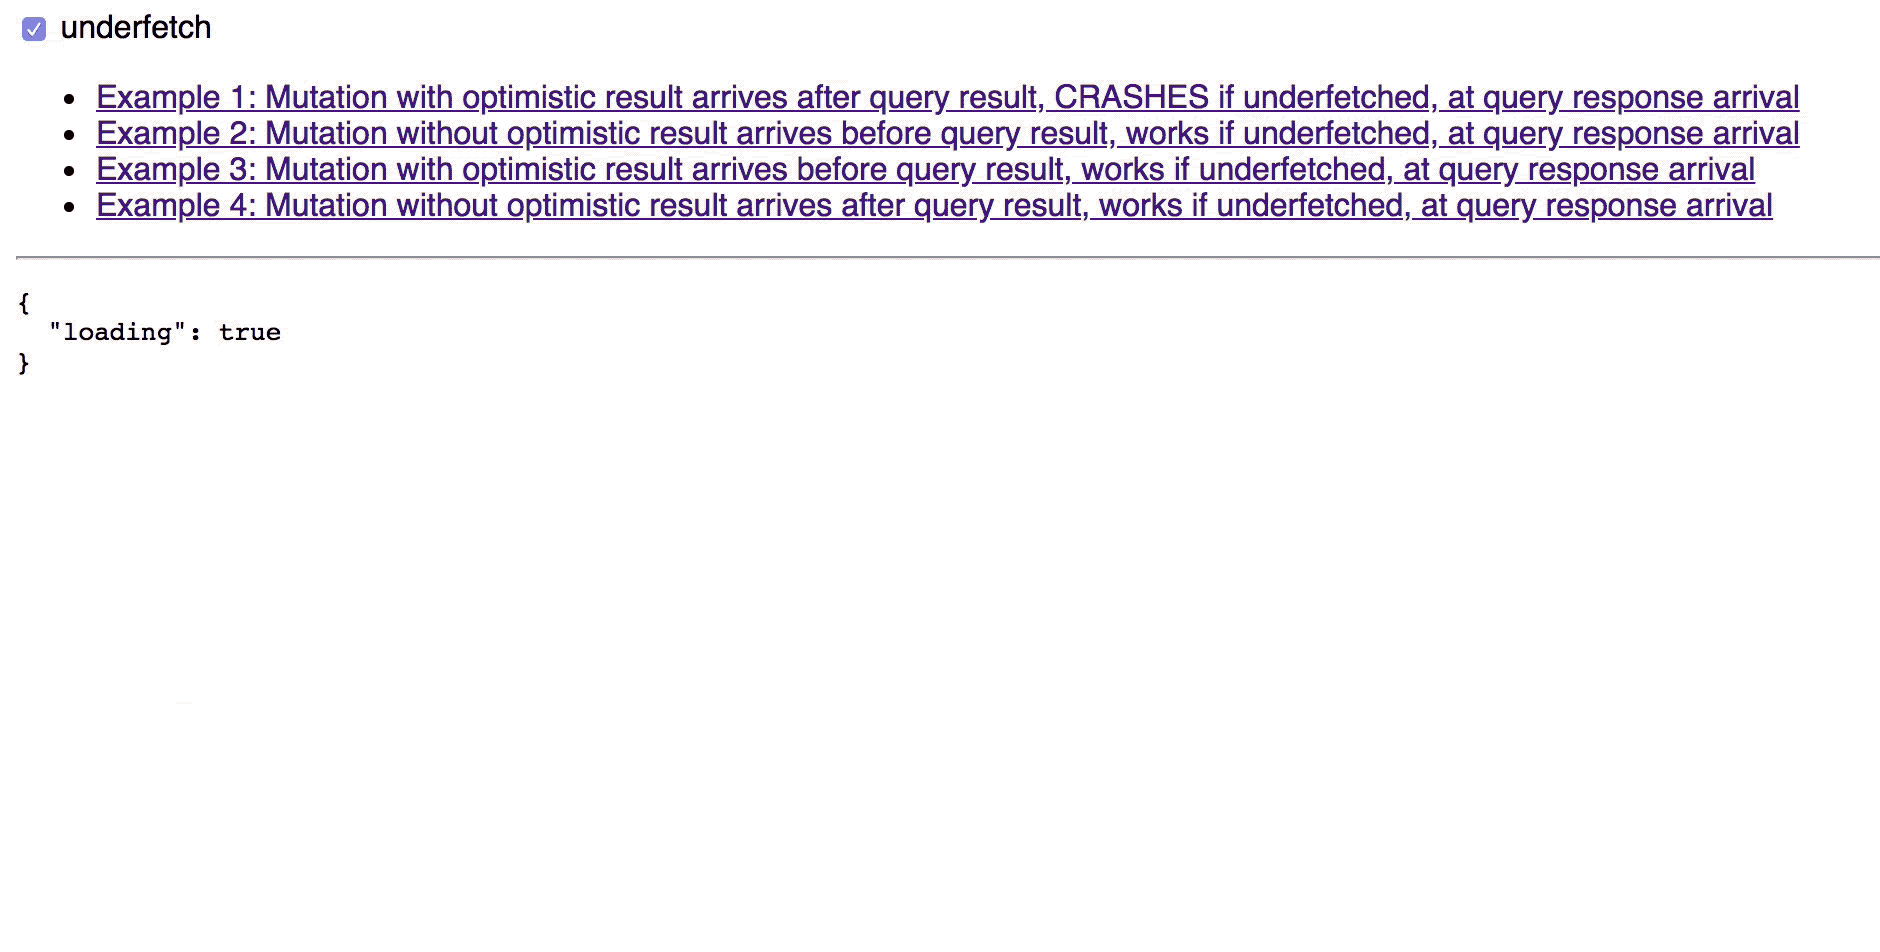 underfetch
Example 1: Mutation with optimistic result arrives after query result, CRASHES if underfetched, at query response arrival
Example 2: Mutation without optimistic result arrives before query result, works if underfetched, at query response arrival
Example 3: Mutation with optimistic result arrives before query result, works if underfetched, at query response arrival
Example 4: Mutation without optimistic result arrives after query result, works if underfetched, at query response arrival
{
  "loading": true
}